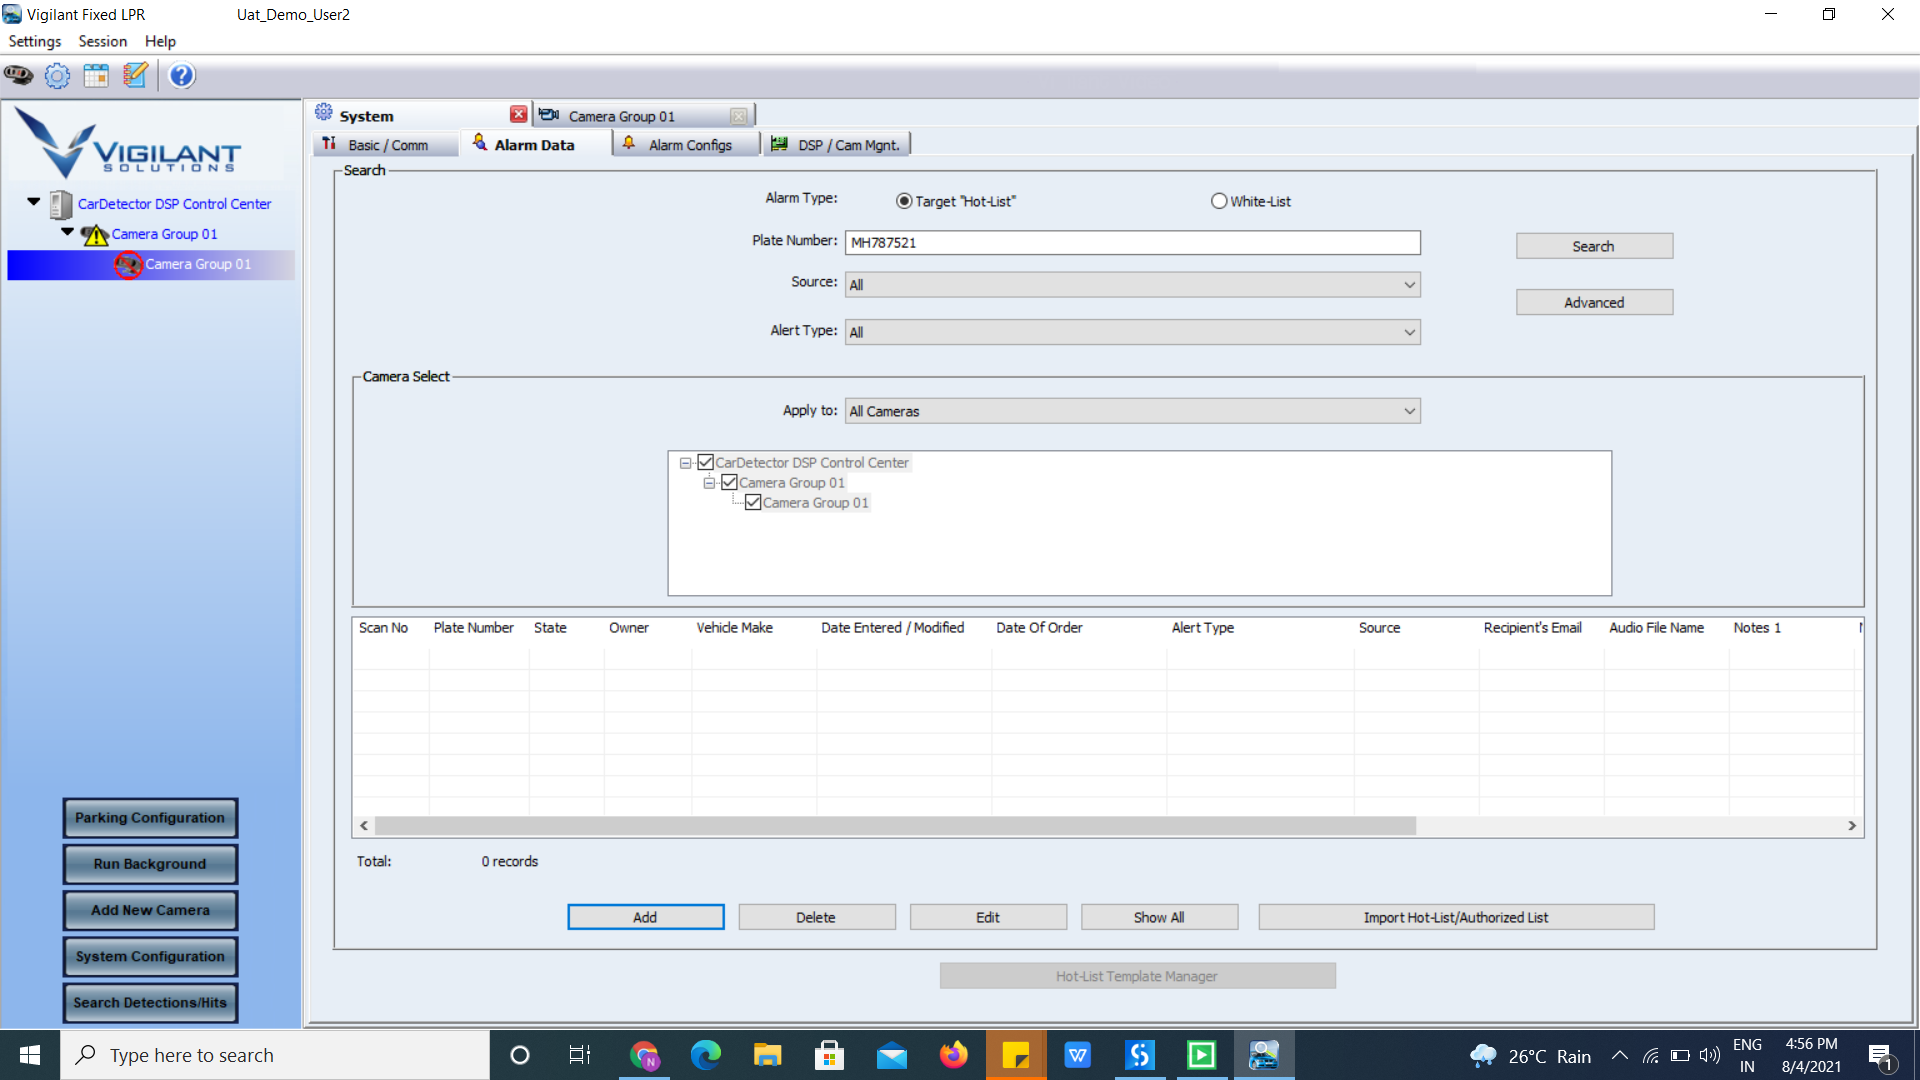 Vigilant Fixed LPR Uat_Demo_User2
Settings Session Help
VIGILANT
SOLUTIONS
CarDetector DSP Control Center
Camera Group 01
Camera Group 01
System Camera Group 01
Basic / Comm Alarm Data Alarm Configs DSP / Cam Mgnt.
Search
Alarm Type: Target "Hot-List" White-List
Plate Number: MH787521 Search
Source: All
Advanced
Alert Type: All
Camera Select
Apply to: All Cameras
CarDetector DSP Control Center
Camera Group 01
Camera Group 01
Scan No Plate Number State Owner Vehicle Make Date Entered / Modified Date Of Order Alert Type Source Recipient's Email Audio File Name Notes 1
Total: 0 records
Add Delete Edit Show All Import Hot-List/Authorized List
Hot-List Template Manager
Parking Configuration
Run Background
Add New Camera
System Configuration
Search Detections/Hits
Type here to search
26°C Rain
ENG
IN
4:56 PM
8/4/2021
1